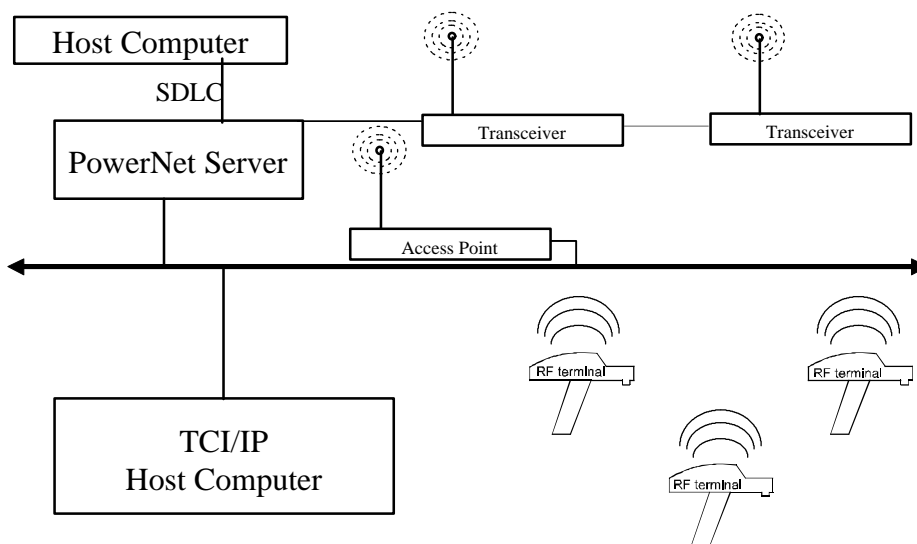 Host Computer
SDLC
Transceiver
Transceiver
PowerNet Server
Access Point
RF terminal
RF terminal
TCI/IP
Host Computer
RF terminal